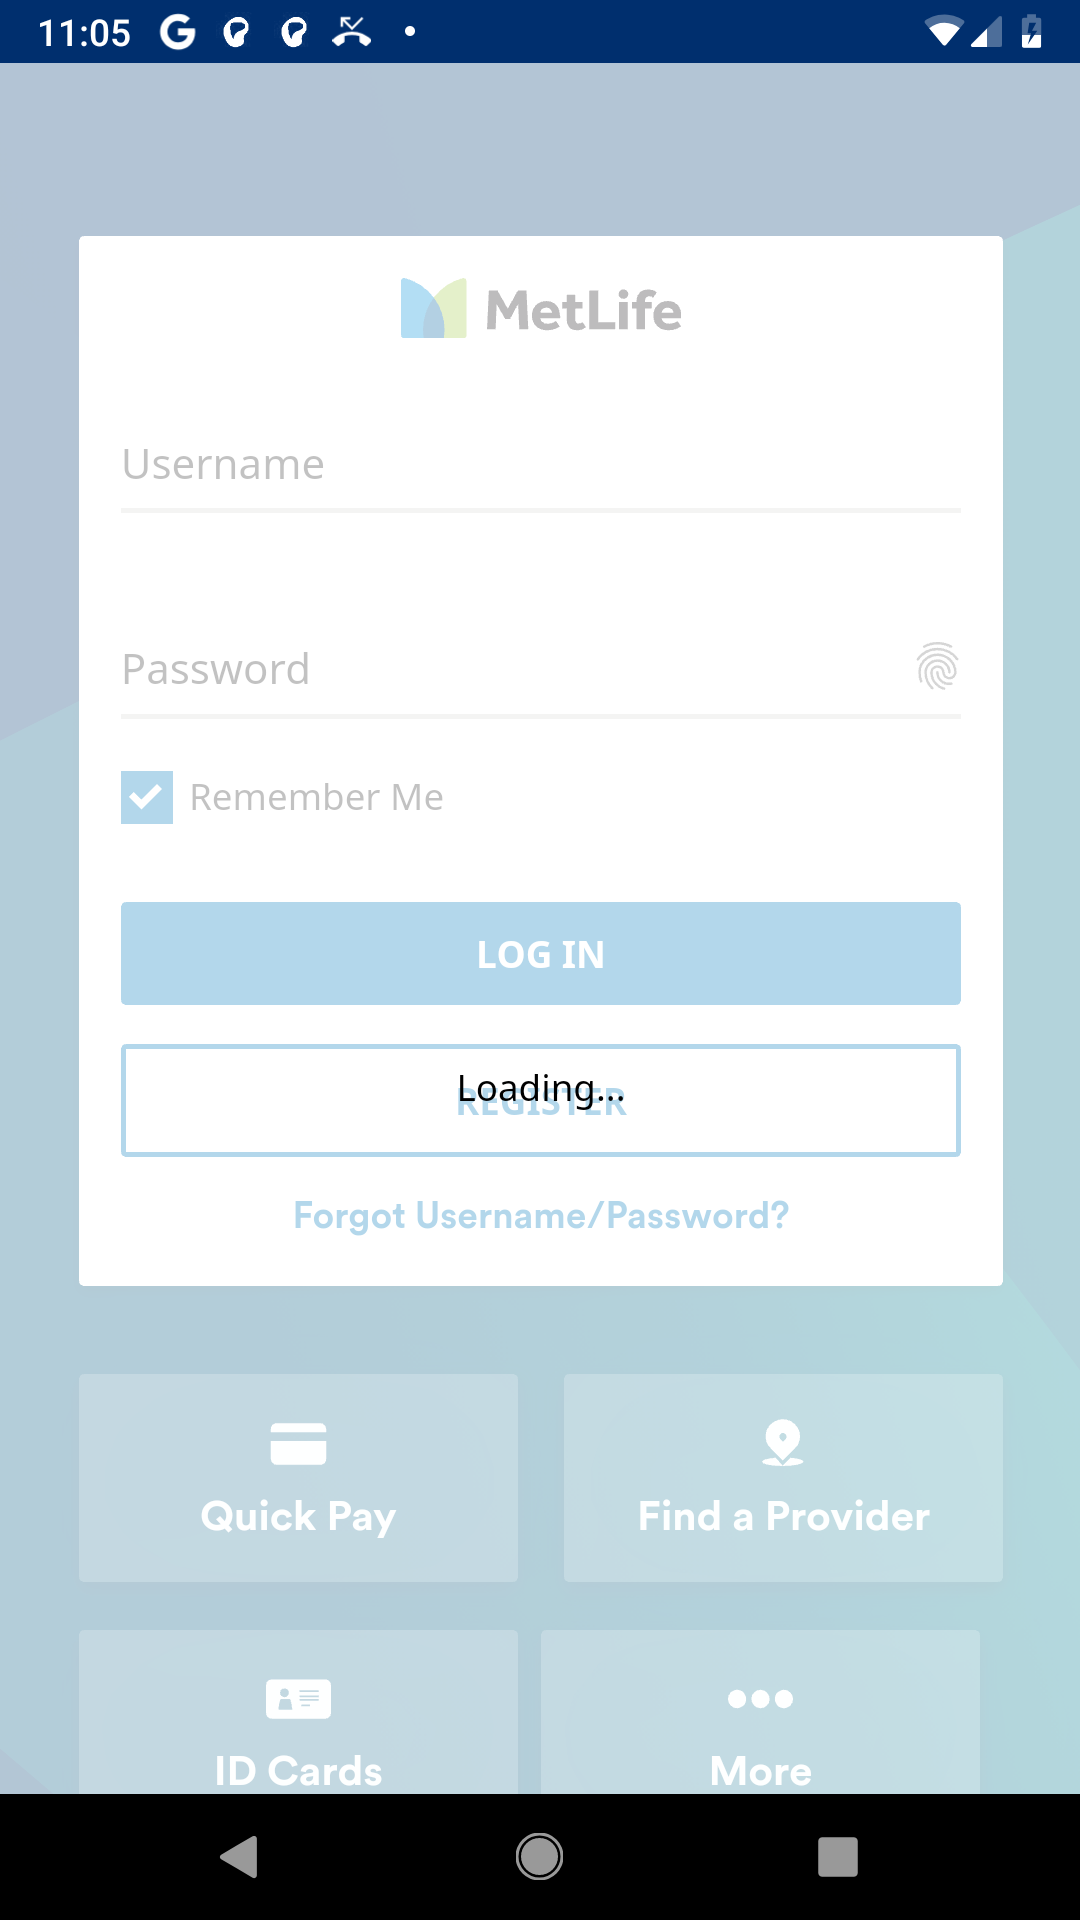 11:05
MetLife
Username
Password
Remember Me
LOG IN
Loading...
REGISTER
Forgot Username/Password?
Quick Pay
Find a Provider
ID Cards
More